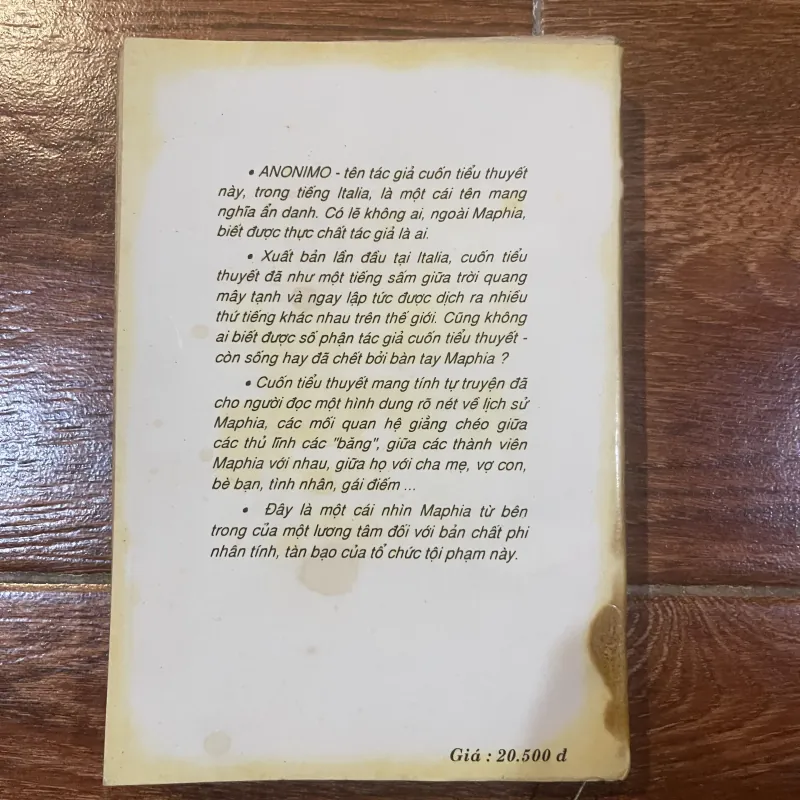 • ANONIMO - tên tác giả cuốn tiểu thuyết
này, trong tiếng Italia, là một cái tên mang
nghĩa ẩn danh. Có lẽ không ai, ngoài Maphia,
biết được thực chất tác giả là ai.
• Xuất bản lần đầu tại Italia, cuốn tiểu
thuyết đã như một tiếng sấm giữa trời quang
mây tạnh và ngay lập tức được dịch ra nhiều
thứ tiếng khác nhau trên thế giới. Cũng không
ai biết được số phận tác giả cuốn tiểu thuyết -
còn sống hay đã chết bởi bàn tay Maphia ?
• Cuốn tiểu thuyết mang tính tự truyện đã
cho người đọc một hình dung rõ nét về lịch sử
Maphia, các mối quan hệ giằng chéo giữa
các thủ lĩnh các "băng", giữa các thành viên
Maphia với nhau, giữa họ với cha mẹ, vợ con,
bè bạn, tình nhân, gái điếm ...
• Đây là một cái nhìn Maphia từ bên
trong của một lương tâm đối với bản chất phi
nhân tính, tàn bạo của tổ chức tội phạm này.
Giá : 20.500 đ